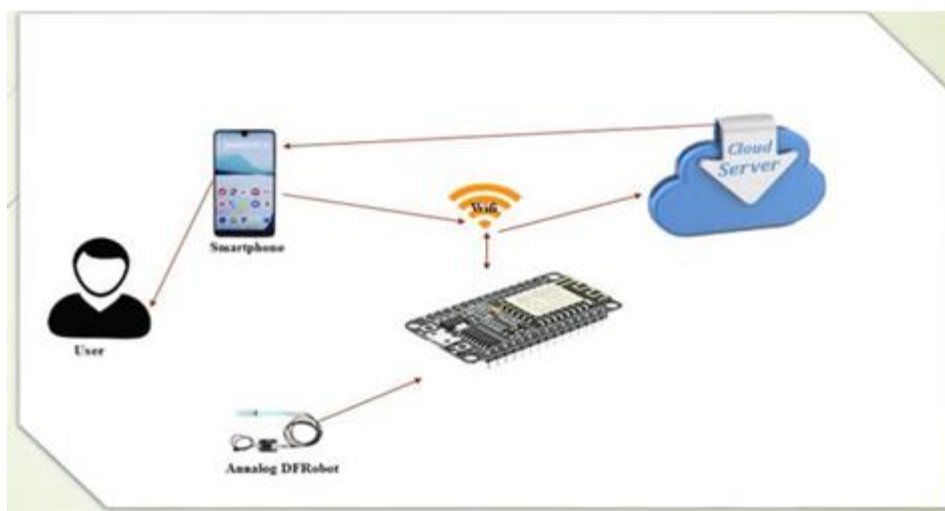 Cloud
Server
Wifi
Smartphone
User
Annalog DFRobot